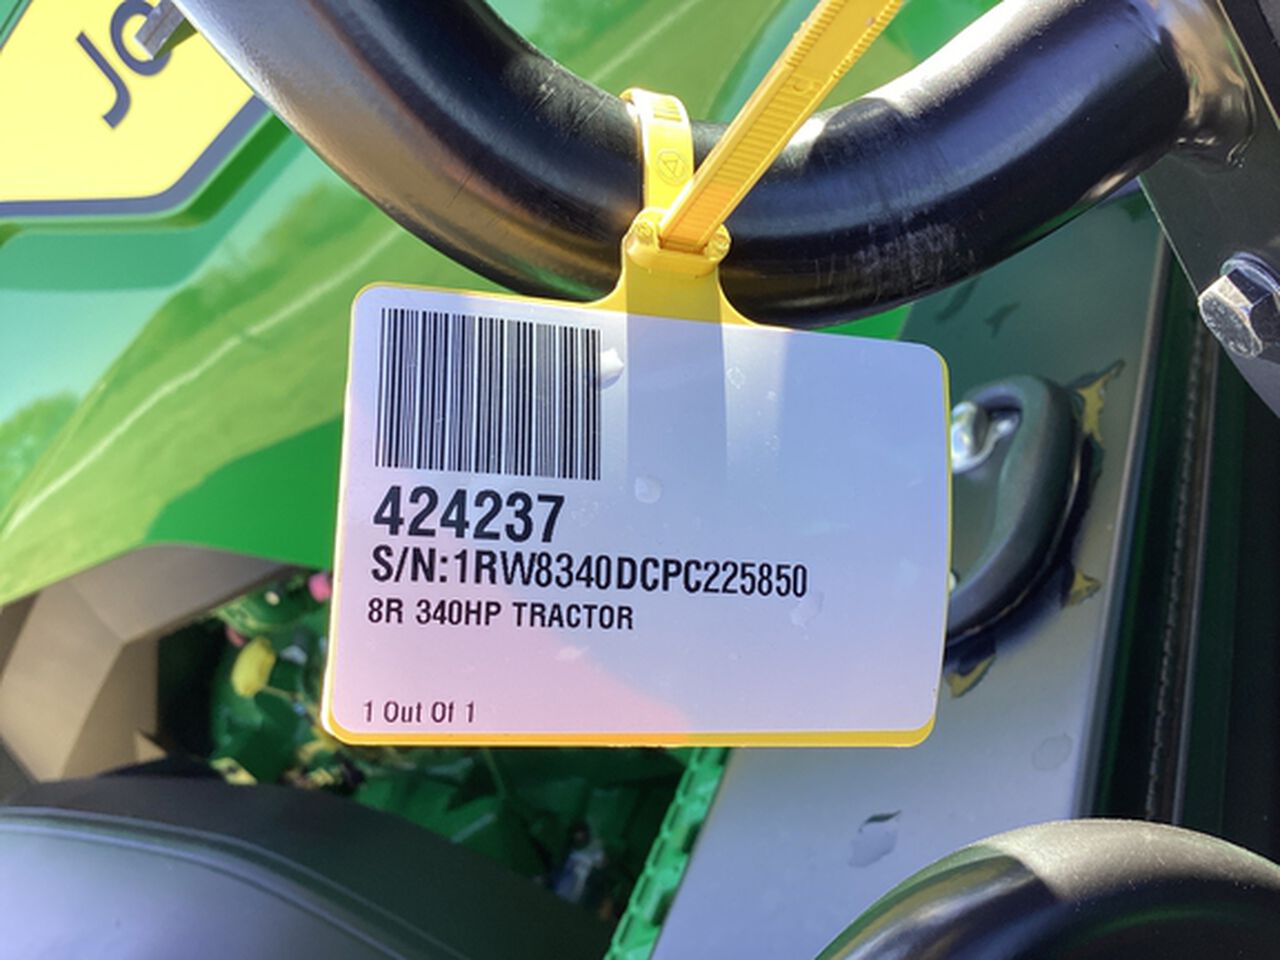 424237
S/N:1RW8340DCPC225850
8R 340HP TRACTOR
1 Out Of 1